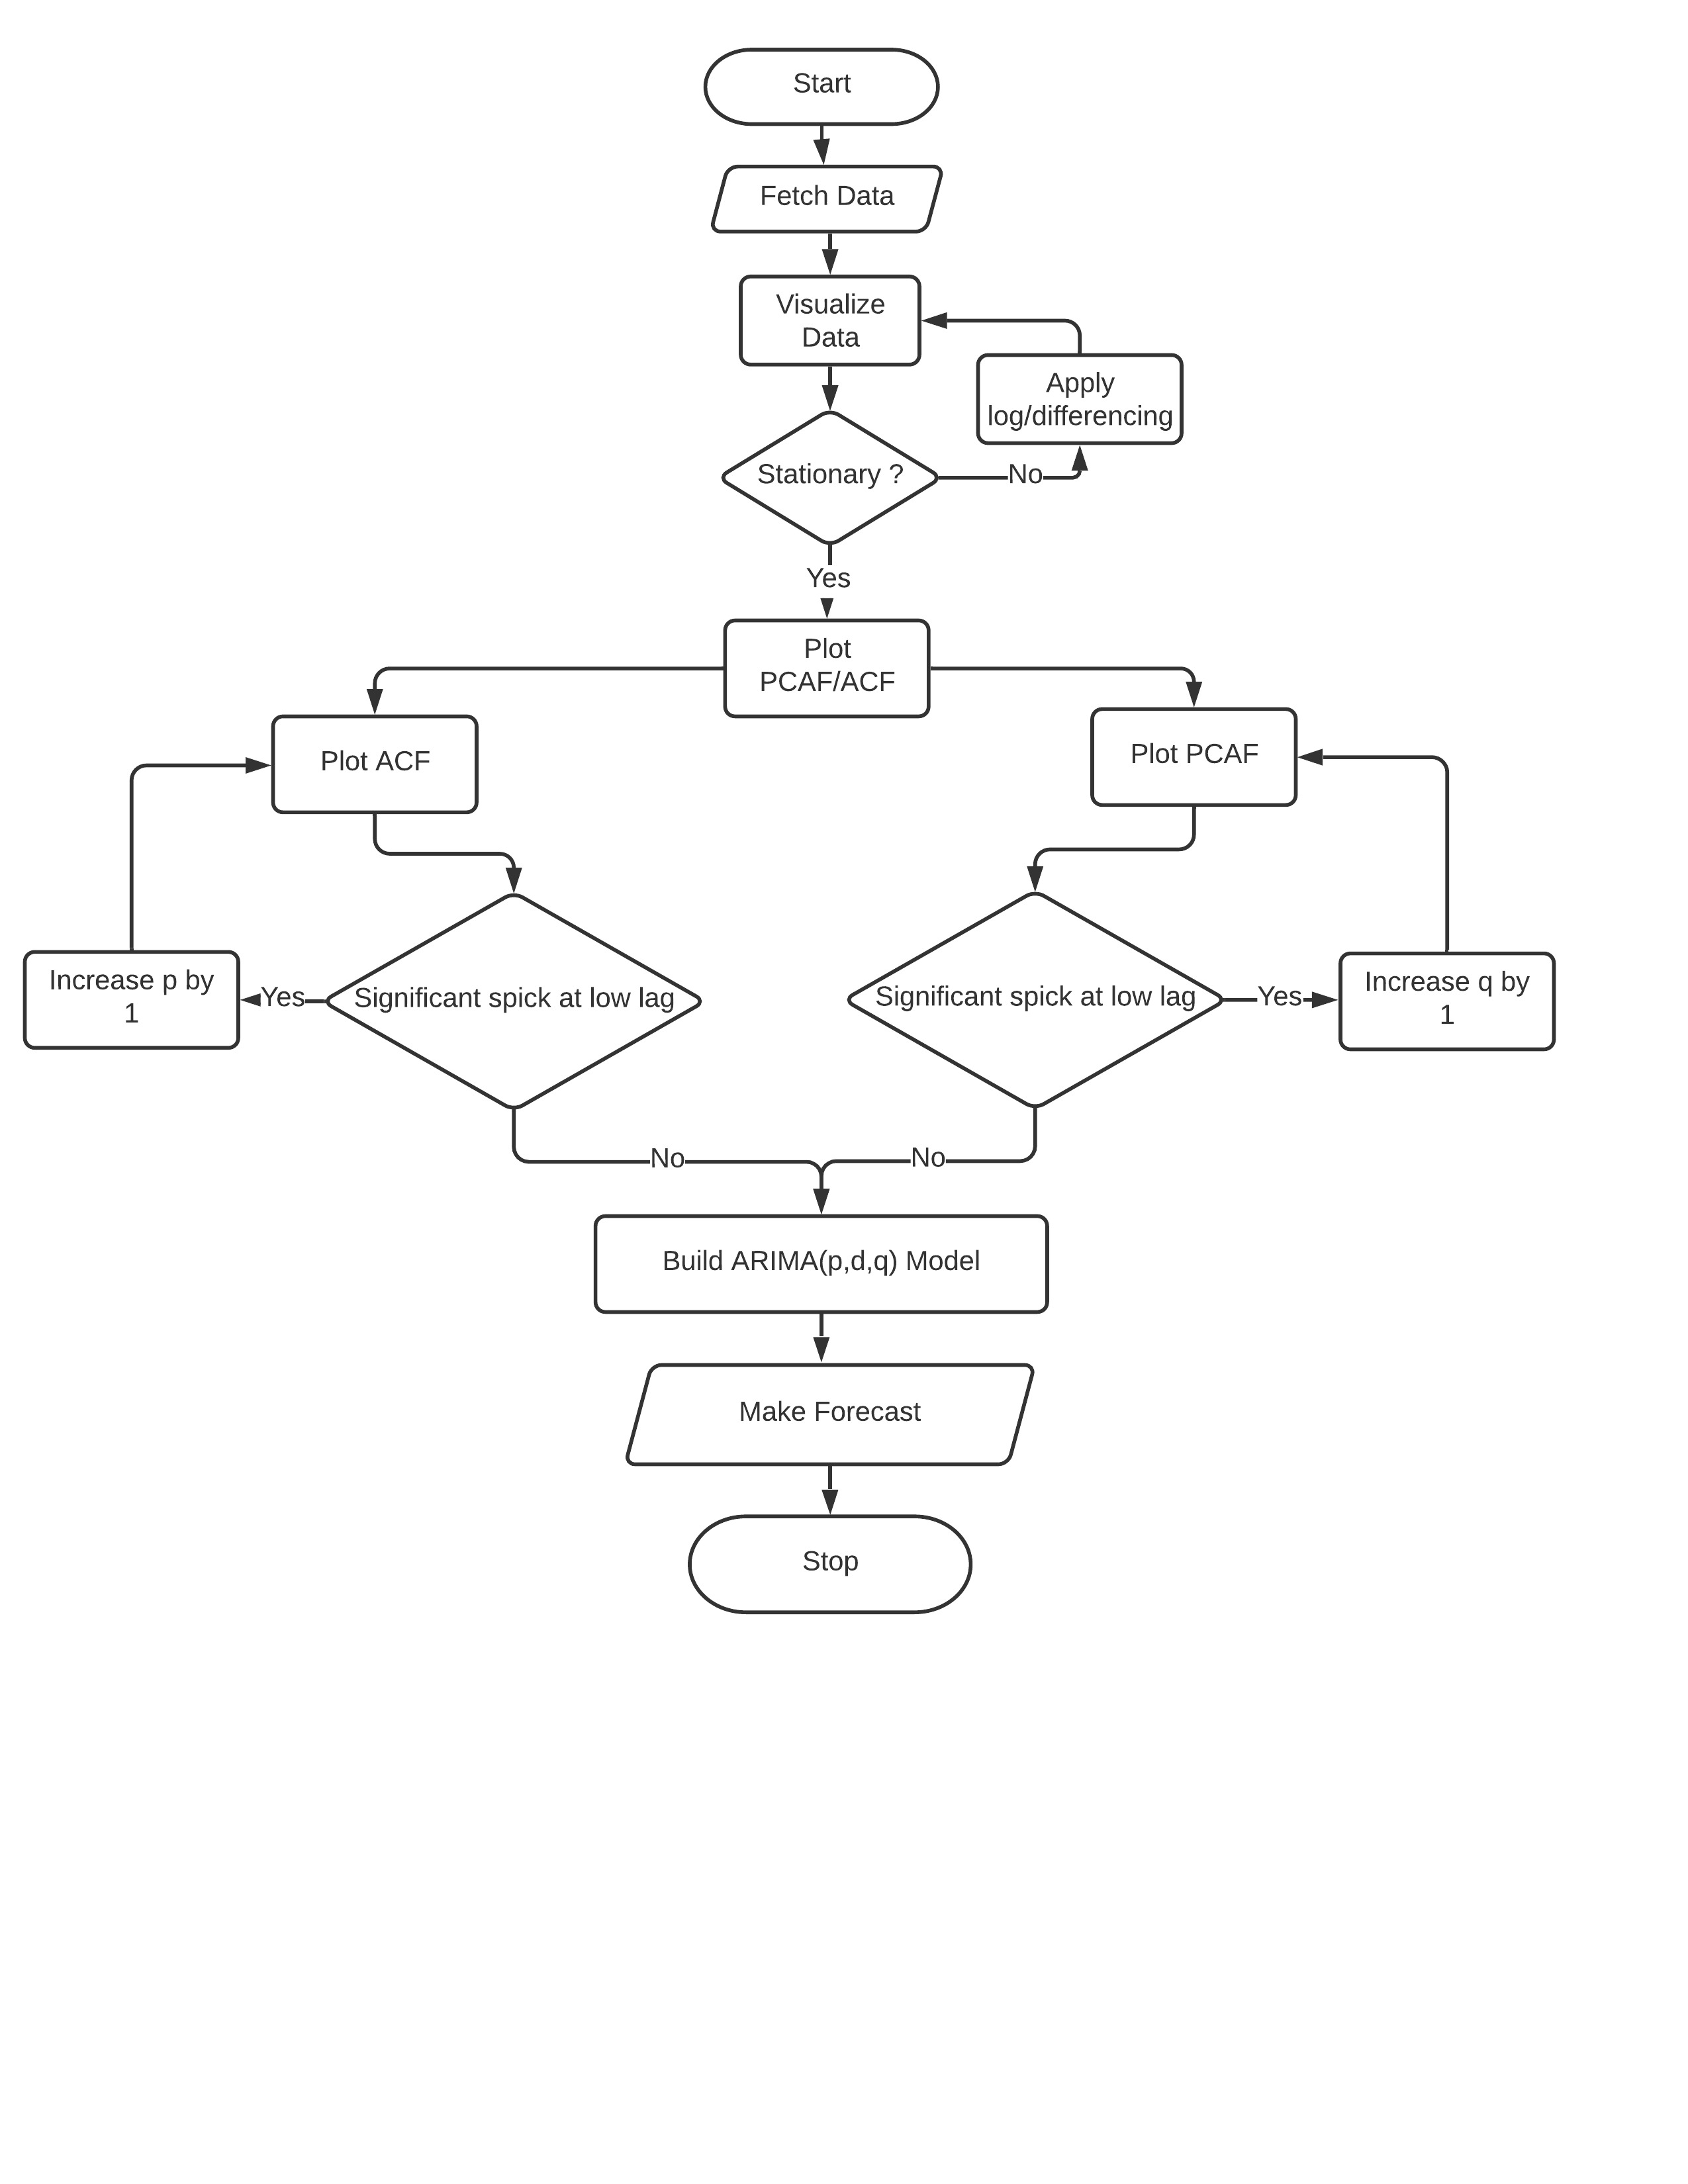 Start
Fetch Data
Visualize
Data
Apply
log/differencing
Stationary ?
No
Yes
Plot
PCAF/ACF
Plot ACF
Plot PCAF
Increase p by
1
Yes
Significant spick at low lag
Significant spick at low lag
Yes
Increase q by
1
No
No
Build ARIMA(p,d,q) Model
Make Forecast
Stop